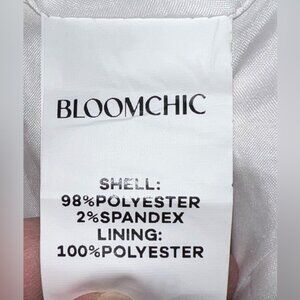 BLOOMCHIC
SHELL:
98%POLYESTER
2%SPANDEX
LINING:
100%POLYESTER